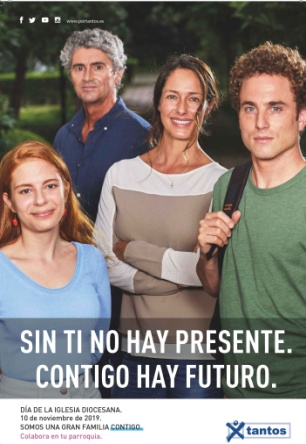 www.portantos.es
SIN TI NO HAY PRESENTE.
CONTIGO HAY FUTURO.
DÍA DE LA IGLESIA DIOCESANA.
10 de noviembre de 2019.
SOMOS UNA GRAN FAMILIA CONTIGO.
Colabora en tu parroquia.
Xtantos